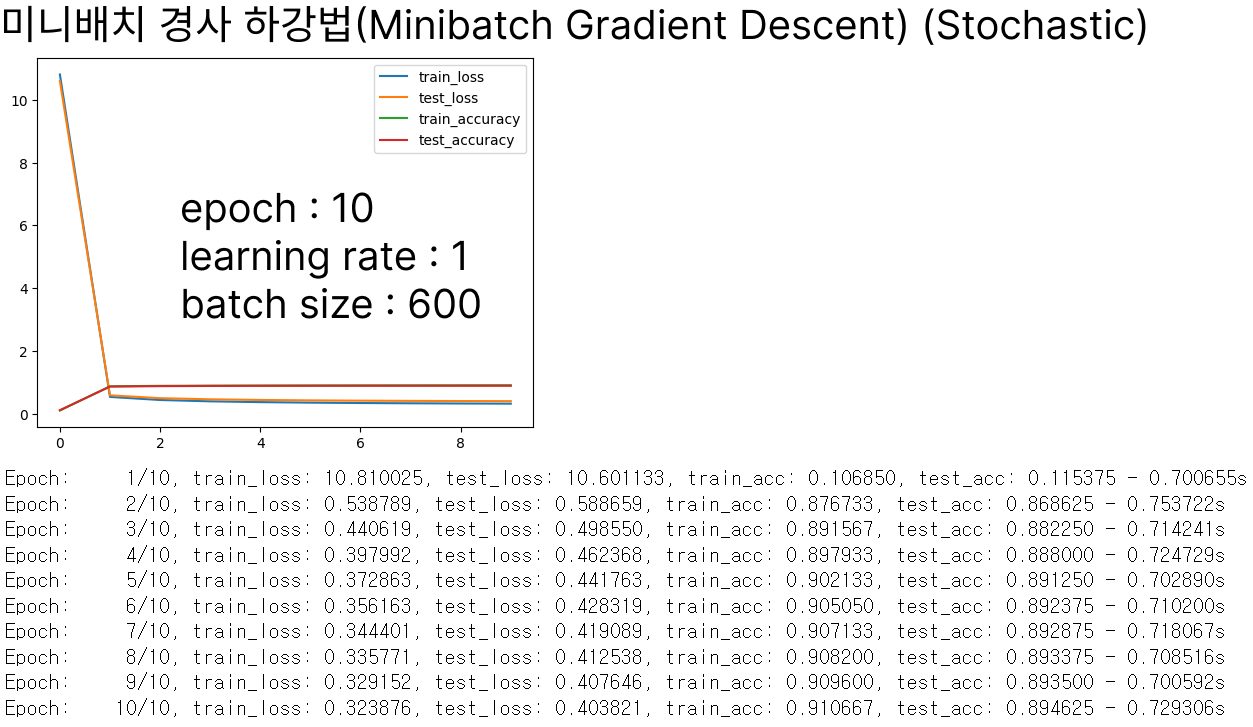 미니배치 경사 하강법(Minibatch Gradient Descent) (Stochastic)
train_loss
test_loss
train_accuracy
test_accuracy
10
8
6
4
2
0
epoch : 10
learning rate : 1
batch size : 600
0 2 4 6 8
Epoch: 1/10, train_loss: 10.810025, test_loss: 10.601133, train_acc: 0.106850, test_acc: 0.115375 - 0.700655s
Epoch: 2/10, train_loss: 0.538789, test_loss: 0.588659, train_acc: 0.876733, test_acc: 0.868625 - 0.753722s
Epoch: 3/10, train_loss: 0.440619, test_loss: 0.498550, train_acc: 0.891567, test_acc: 0.882250 - 0.714241s
Epoch: 4/10, train_loss: 0.397992, test_loss: 0.462368, train_acc: 0.897933, test_acc: 0.888000 - 0.724729s
Epoch: 5/10, train_loss: 0.372863, test_loss: 0.441763, train_acc: 0.902133, test_acc: 0.891250 - 0.702890s
Epoch: 6/10, train_loss: 0.356163, test_loss: 0.428319, train_acc: 0.905050, test_acc: 0.892375 - 0.710200s
Epoch: 7/10, train_loss: 0.344401, test_loss: 0.419089, train_acc: 0.907133, test_acc: 0.892875 - 0.718067s
Epoch: 8/10, train_loss: 0.335771, test_loss: 0.412538, train_acc: 0.908200, test_acc: 0.893375 - 0.708516s
Epoch: 9/10, train_loss: 0.329152, test_loss: 0.407646, train_acc: 0.909600, test_acc: 0.893500 - 0.700592s
Epoch: 10/10, train_loss: 0.323876, test_loss: 0.403821, train_acc: 0.910667, test_acc: 0.894625 - 0.729306s